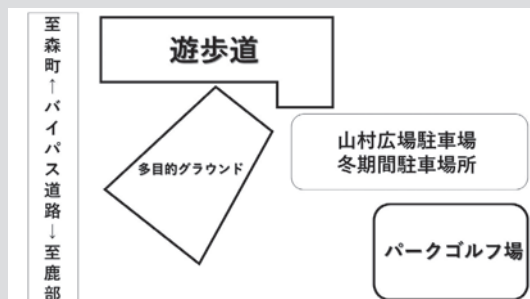 至森町↑バイパス道路↓至鹿部
遊歩道
多目的グラウンド
山村広場駐車場
冬期間駐車場所
パークゴルフ場